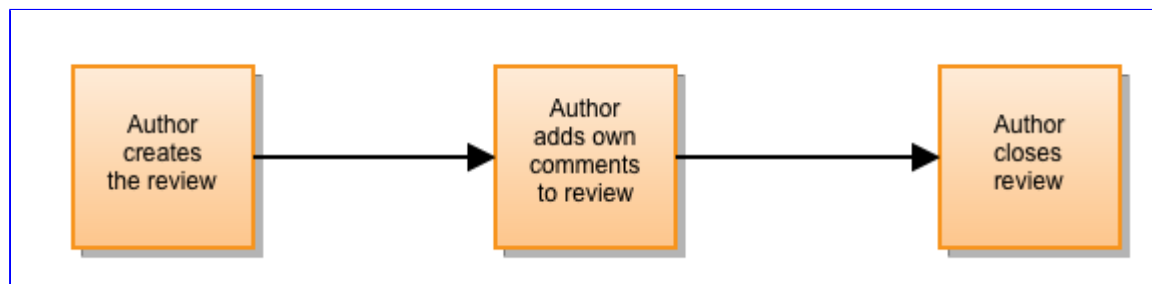 Author
creates
the review
Author
adds own
comments
to review
Author
closes
review